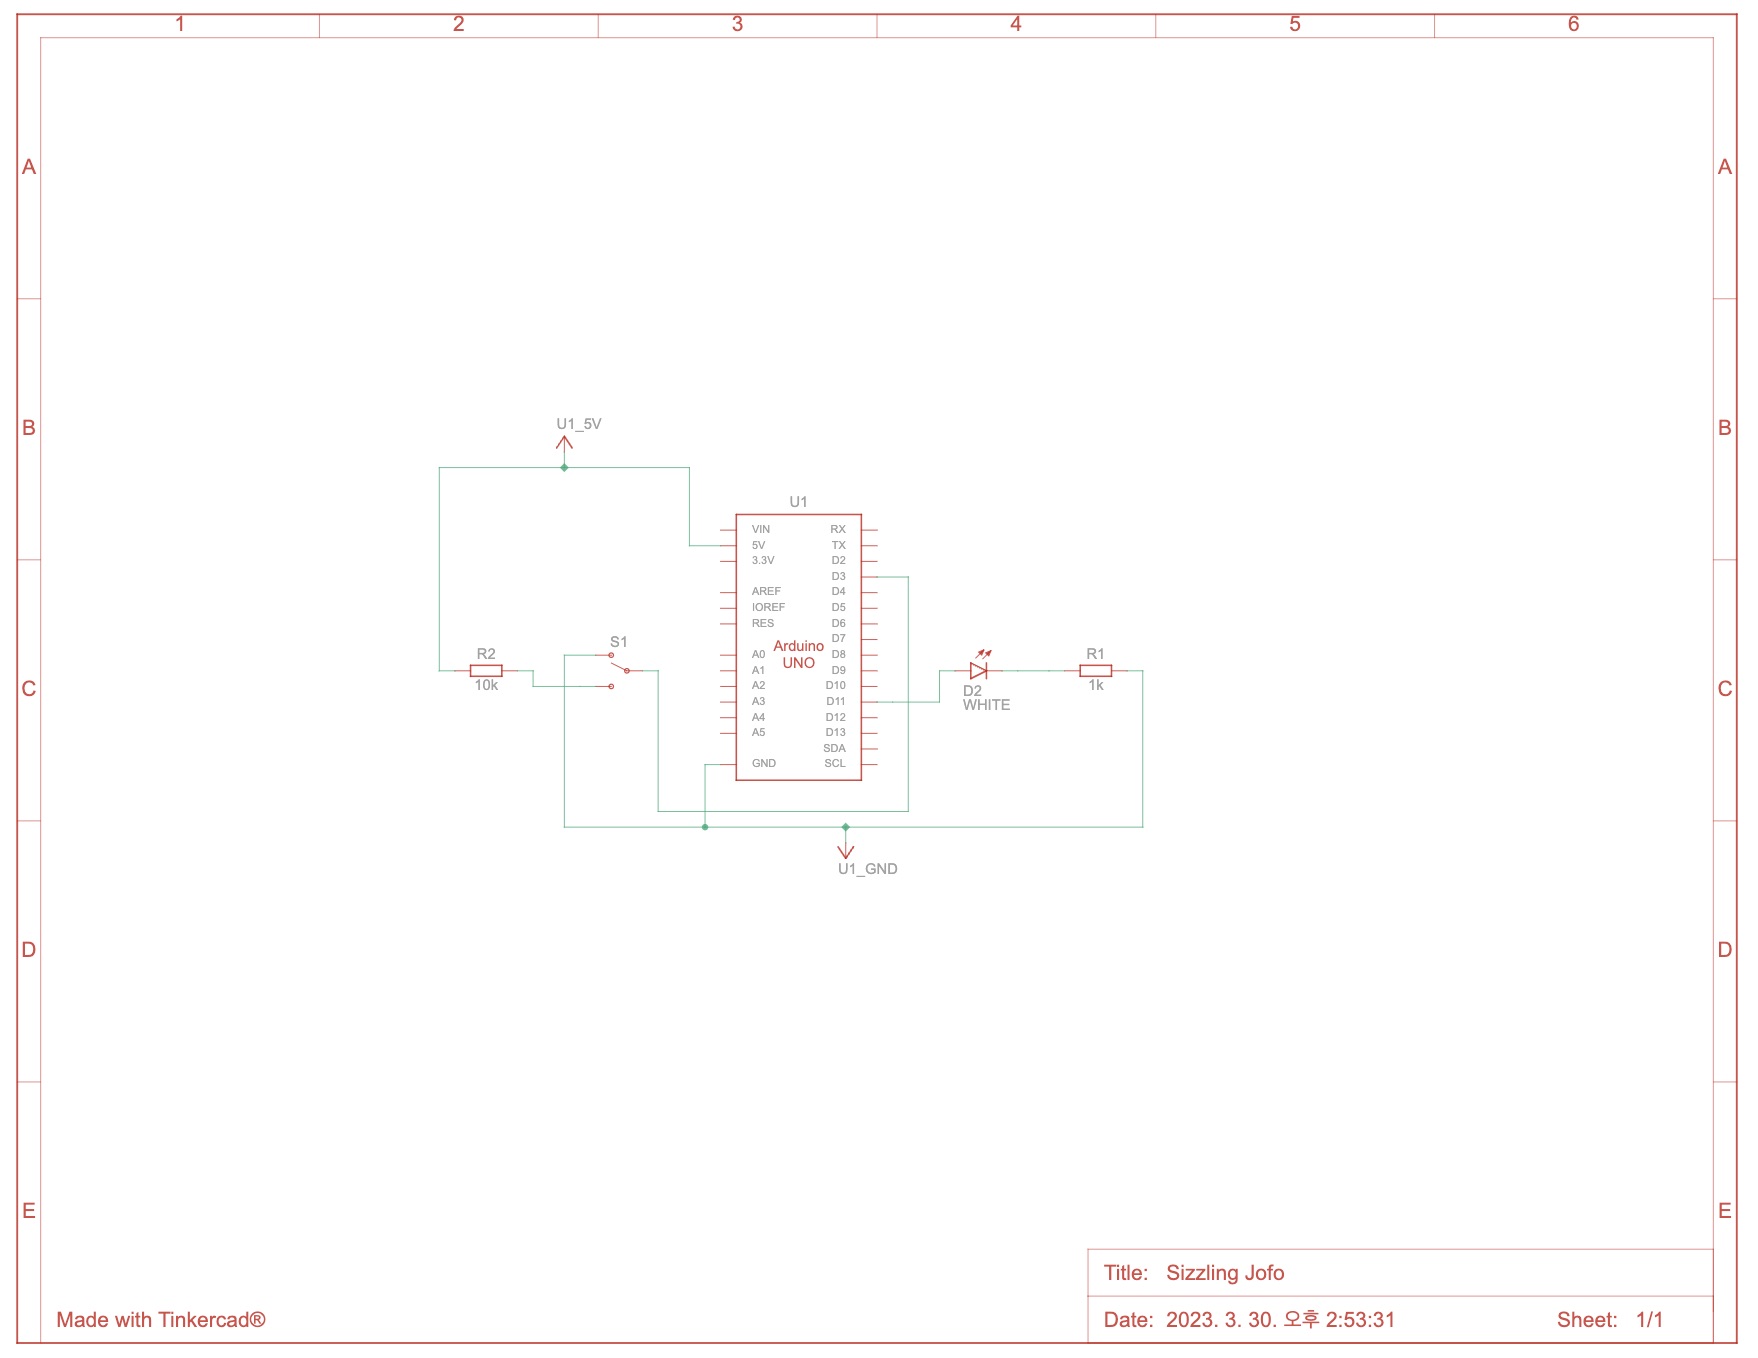 1 2 3 4 5 6
A A
B B
U1_5V
U1
VIN RX
5V TX
3.3V D2
D3
AREF D4
IOREF D5
RES D6
D7
Arduino
UNO
A0 D8
A1 D9
A2 D10
A3 D11
A4 D12
A5 D13
SDA
GND SCL
S1
R2
10k
D2
WHITE
R1
1k
C C
U1_GND
D D
E E
Title: Sizzling Jofo
Made with Tinkercad®
Date: 2023. 3. 30. 오후 2:53:31 Sheet: 1/1